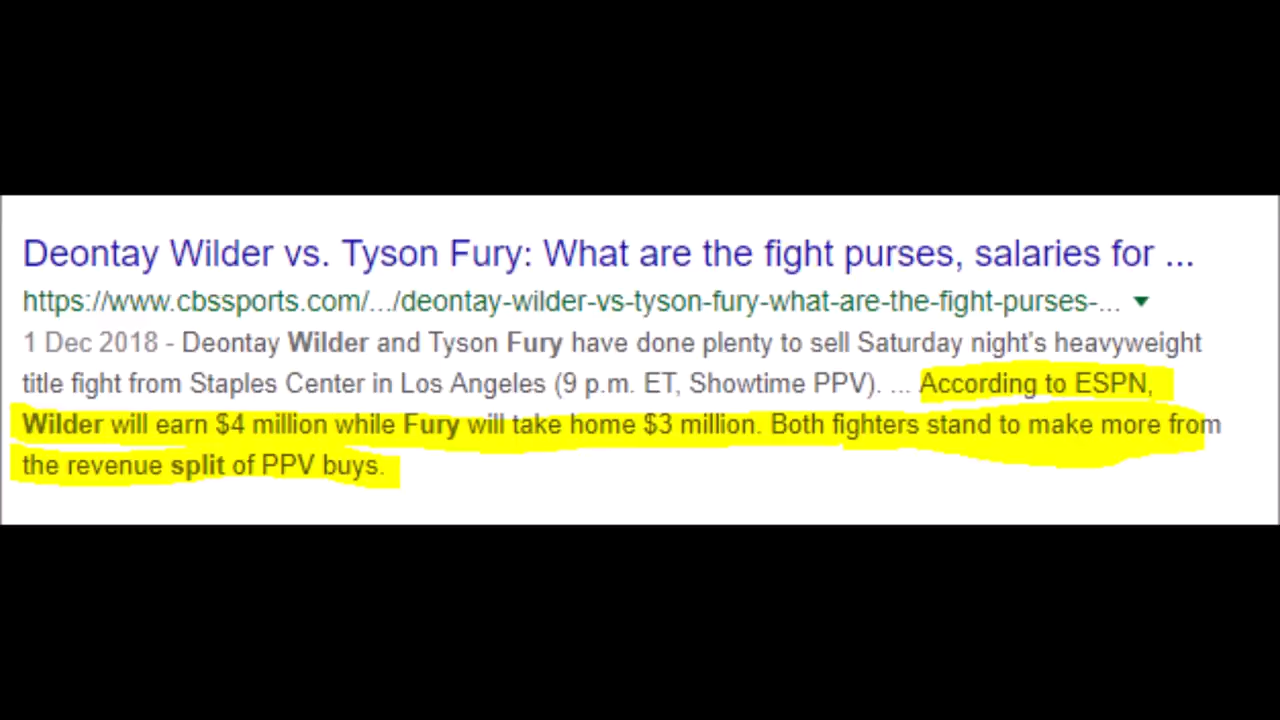 Deontay Wilder vs. Tyson Fury: What are the fight purses, salaries for ...
https://www.cbssports.com/.../deontay-wilder-vs-tyson-fury-what-are-the-fight-purses-...
1 Dec 2018 - Deontay Wilder and Tyson Fury have done plenty to sell Saturday night's heavyweight
title fight from Staples Center in Los Angeles (9 p.m. ET, Showtime PPV). ... According to ESPN,
Wilder will earn $4 million while Fury will take home $3 million. Both fighters stand to make more from
the revenue split of PPV buys.